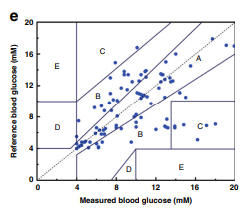 e
20
16
12
8
4
0
Reference blood glucose (mM)
E
C
A
B
D
B
C
D
E
0
4
8
12
16
20
Measured blood glucose (mM)